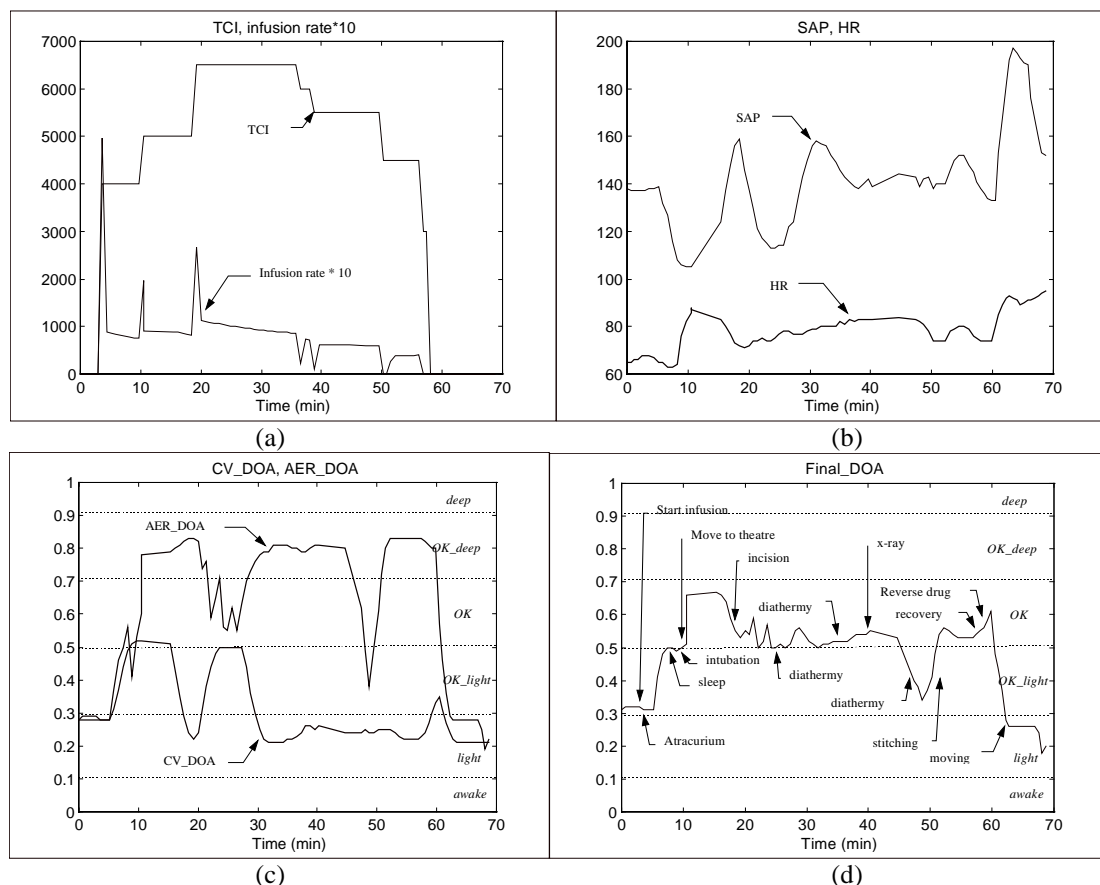 TCI, infusion rate*10
7000
6000
5000
4000
3000
2000
1000
0
TCI
Infusion rate * 10
0 10 20 30 40 50 60 70
Time (min)
(a)
SAP, HR
200
180
160
140
120
100
80
60
SAP
HR
0 10 20 30 40 50 60 70
Time (min)
(b)
CV_DOA, AER_DOA
1
0.9
0.8
0.7
0.6
0.5
0.4
0.3
0.2
0.1
0
deep
AER_DOA
OK_deep
OK
OK_light
CV_DOA
light
awake
0 10 20 30 40 50 60 70
Time (min)
(c)
Final_DOA
1
0.9
0.8
0.7
0.6
0.5
0.4
0.3
0.2
0.1
0
deep
Start infusion
Move to theatre
x-ray
OK_deep
incision
Reverse drug
diathermy
recovery
OK
intubation
sleep
diathermy
OK_light
diathermy
Atracurium
stitching
moving
light
awake
0 10 20 30 40 50 60 70
Time (min)
(d)